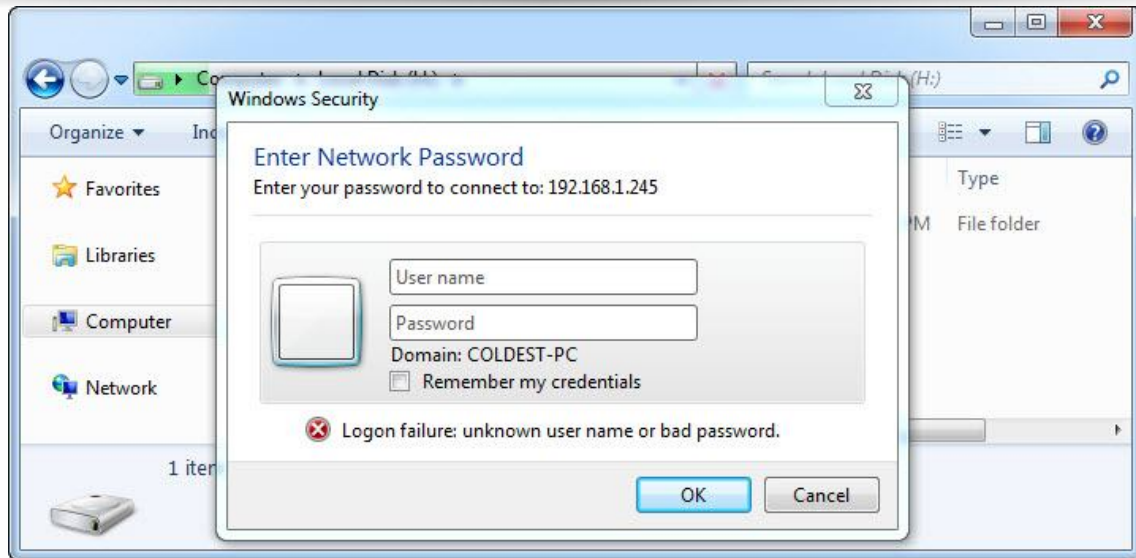 (H:)
Windows Security
Organize
Enter Network Password
Enter your password to connect to: 192.168.1.245
Favorites
Type
PM File folder
Libraries
User name
Computer
Password
Domain: COLDEST-PC
Remember my credentials
Network
Logon failure: unknown user name or bad password.
1 item
OK
Cancel